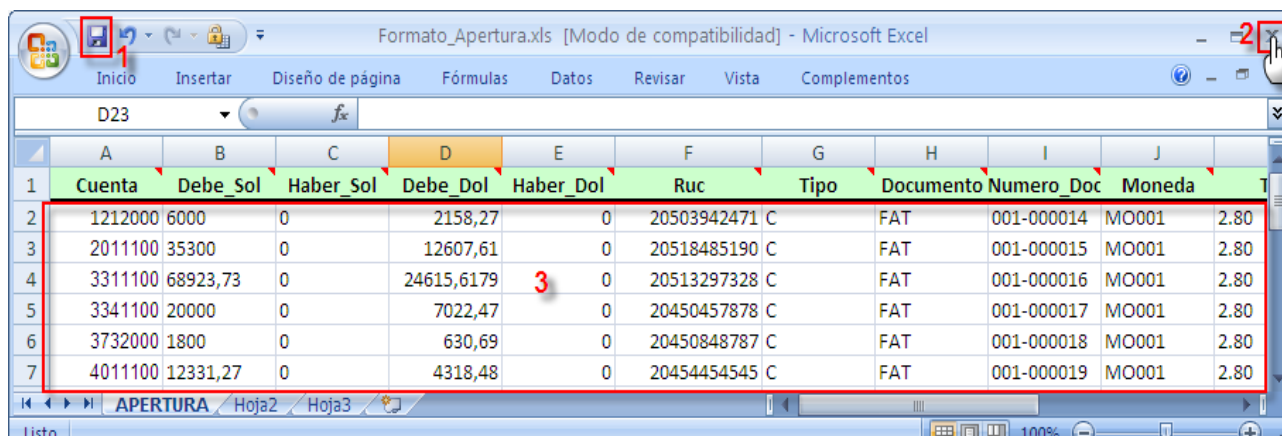 Formato_Apertura.xls [Modo de compatibilidad] - Microsoft Excel
1
2
Inicio Insertar Diseño de página Fórmulas Datos Revisar Vista Complementos
D23 fx
A B C D E F G H I J
1 Cuenta Debe_Sol Haber_Sol Debe_Dol Haber_Dol Ruc Tipo Documento Numero_Doc Moneda T
2 1212000 6000 0 2158,27 0 20503942471 C FAT 001-000014 MO001 2.80
3 2011100 35300 0 12607,61 0 20518485190 C FAT 001-000015 MO001 2.80
4 3311100 68923,73 0 24615,6179 3 0 20513297328 C FAT 001-000016 MO001 2.80
5 3341100 20000 0 7022,47 0 20450457878 C FAT 001-000017 MO001 2.80
6 3732000 1800 0 630,69 0 20450848787 C FAT 001-000018 MO001 2.80
7 4011100 12331,27 0 4318,48 0 20454454545 C FAT 001-000019 MO001 2.80
APERTURA Hoja2 Hoja3
Listo 100%